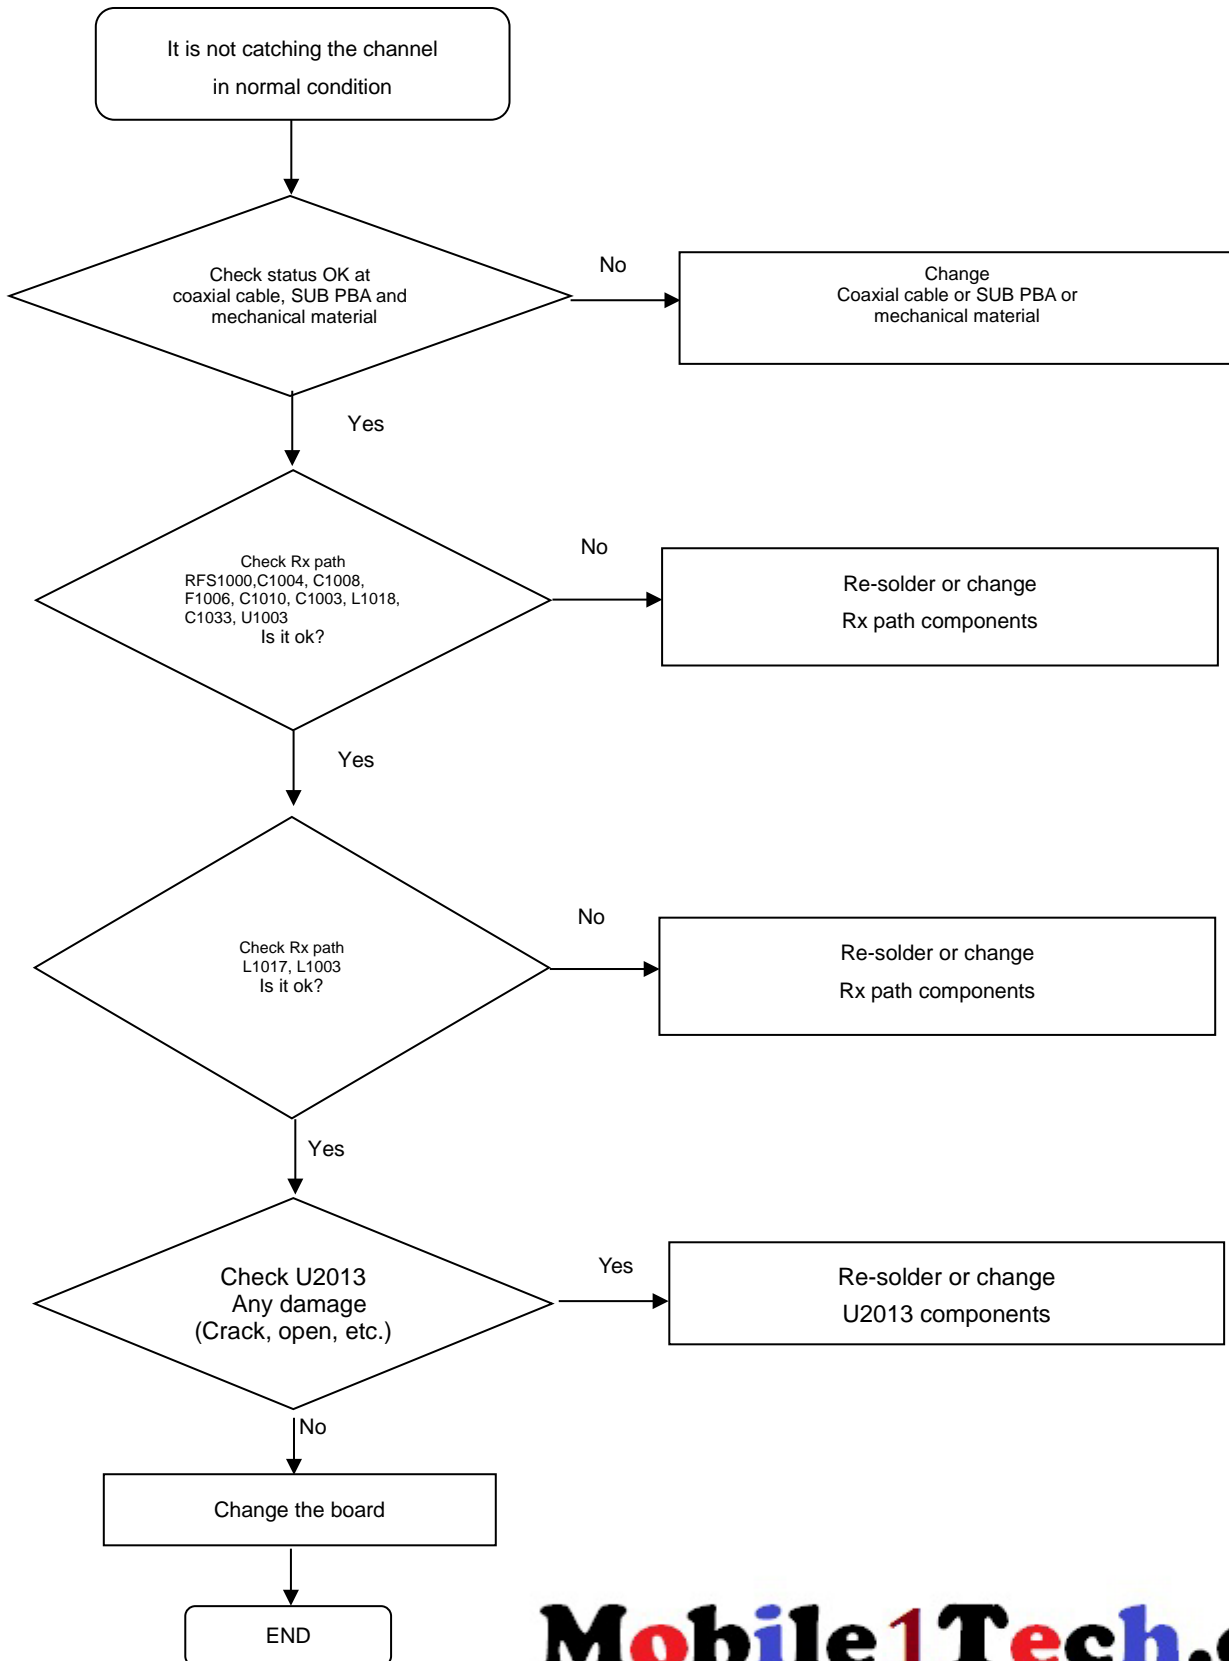 It is not catching the channel
in normal condition
Check status OK at
coaxial cable, SUB PBA and
mechanical material
No
Change
Coaxial cable or SUB PBA or
mechanical material
Yes
Check Rx path
RFS1000,C1004, C1008,
F1006, C1010, C1003, L1018,
C1033, U1003
Is it ok?
No
Re-solder or change
Rx path components
Yes
Check Rx path
L1017, L1003
Is it ok?
No
Re-solder or change
Rx path components
Yes
Check U2013
Any damage
(Crack, open, etc.)
Yes
Re-solder or change
U2013 components
No
Change the board
END
Mobile1Tech.